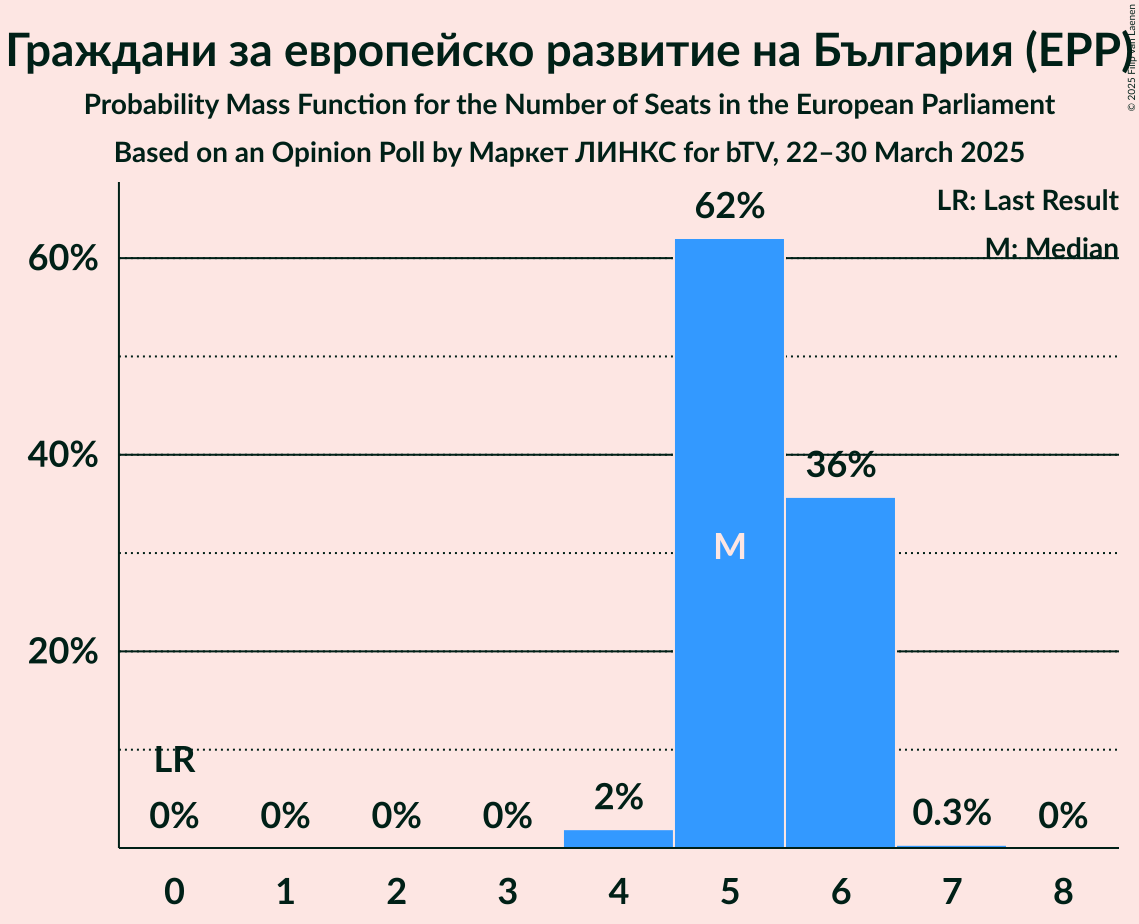 Граждани за европейско развитие на България (EPP)
Probability Mass Function for the Number of Seats in the European Parliament
Based on an Opinion Poll by Маркет ЛИНКС for bTV, 22–30 March 2025
© 2025 Filip van Laenen
LR: Last Result
M: Median
62%
60%
40%
36%
M
20%
LR
0%
0%
0%
0%
2%
0.3%
0%
0
1
2
3
4
5
6
7
8